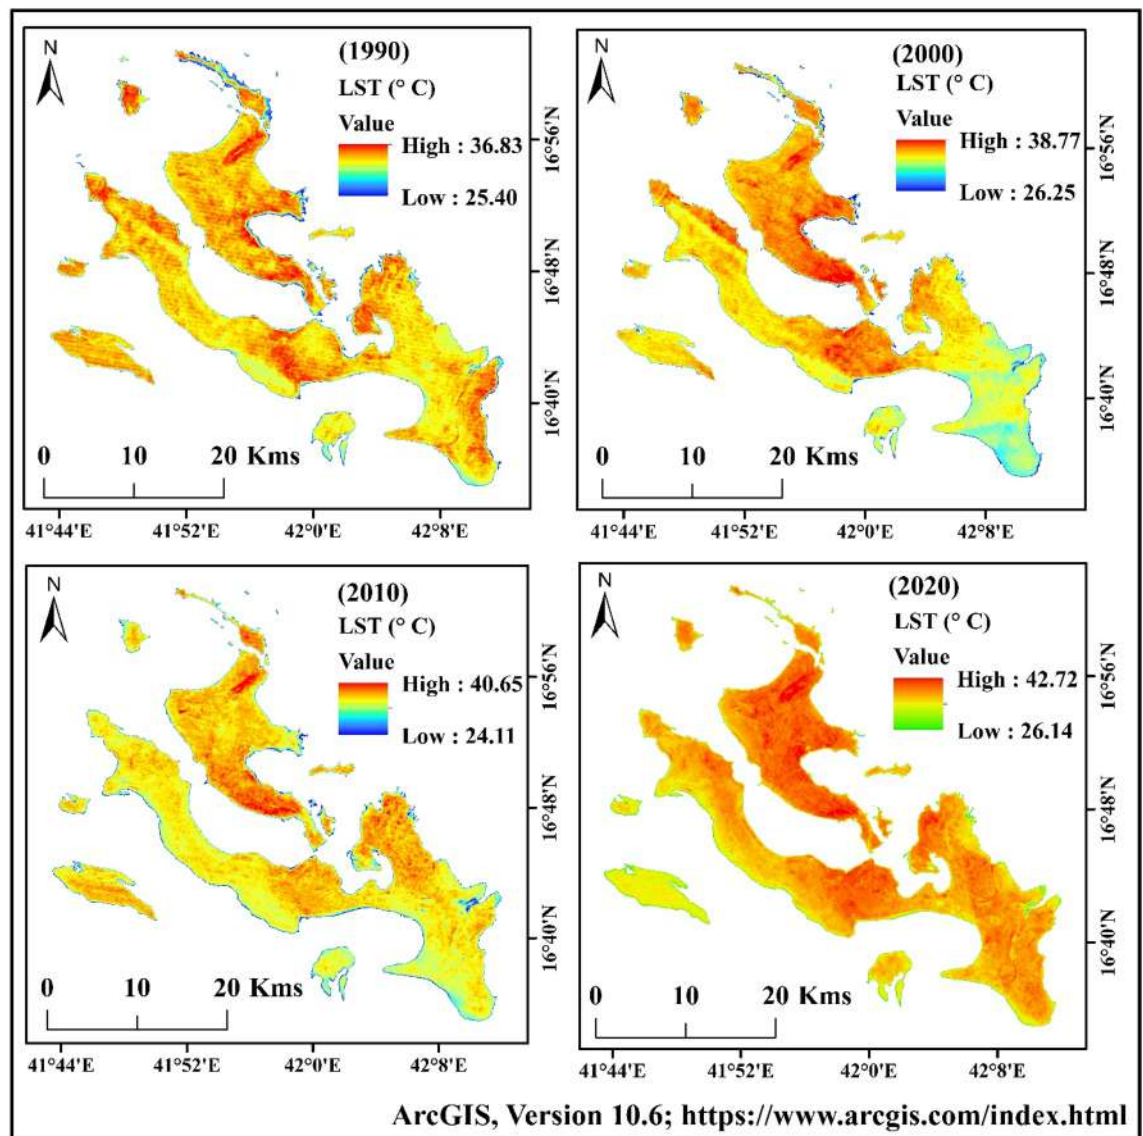 N
(1990)
LST (° C)
Value
High : 36.83
Low : 25.40
16°56'N
16°48'N
16°40'N
0 10 20 Kms
41°44'E 41°52'E 42°0'E 42°8'E
N
(2000)
LST (° C)
Value
High : 38.77
Low : 26.25
16°56'N
16°48'N
16°40'N
0 10 20 Kms
41°44'E 41°52'E 42°0'E 42°8'E
N
(2010)
LST (° C)
Value
High : 40.65
Low : 24.11
16°56'N
16°48'N
16°40'N
0 10 20 Kms
41°44'E 41°52'E 42°0'E 42°8'E
N
(2020)
LST (° C)
Value
High : 42.72
Low : 26.14
16°56'N
16°48'N
16°40'N
0 10 20 Kms
41°44'E 41°52'E 42°0'E 42°8'E
ArcGIS, Version 10.6; https://www.arcgis.com/index.html